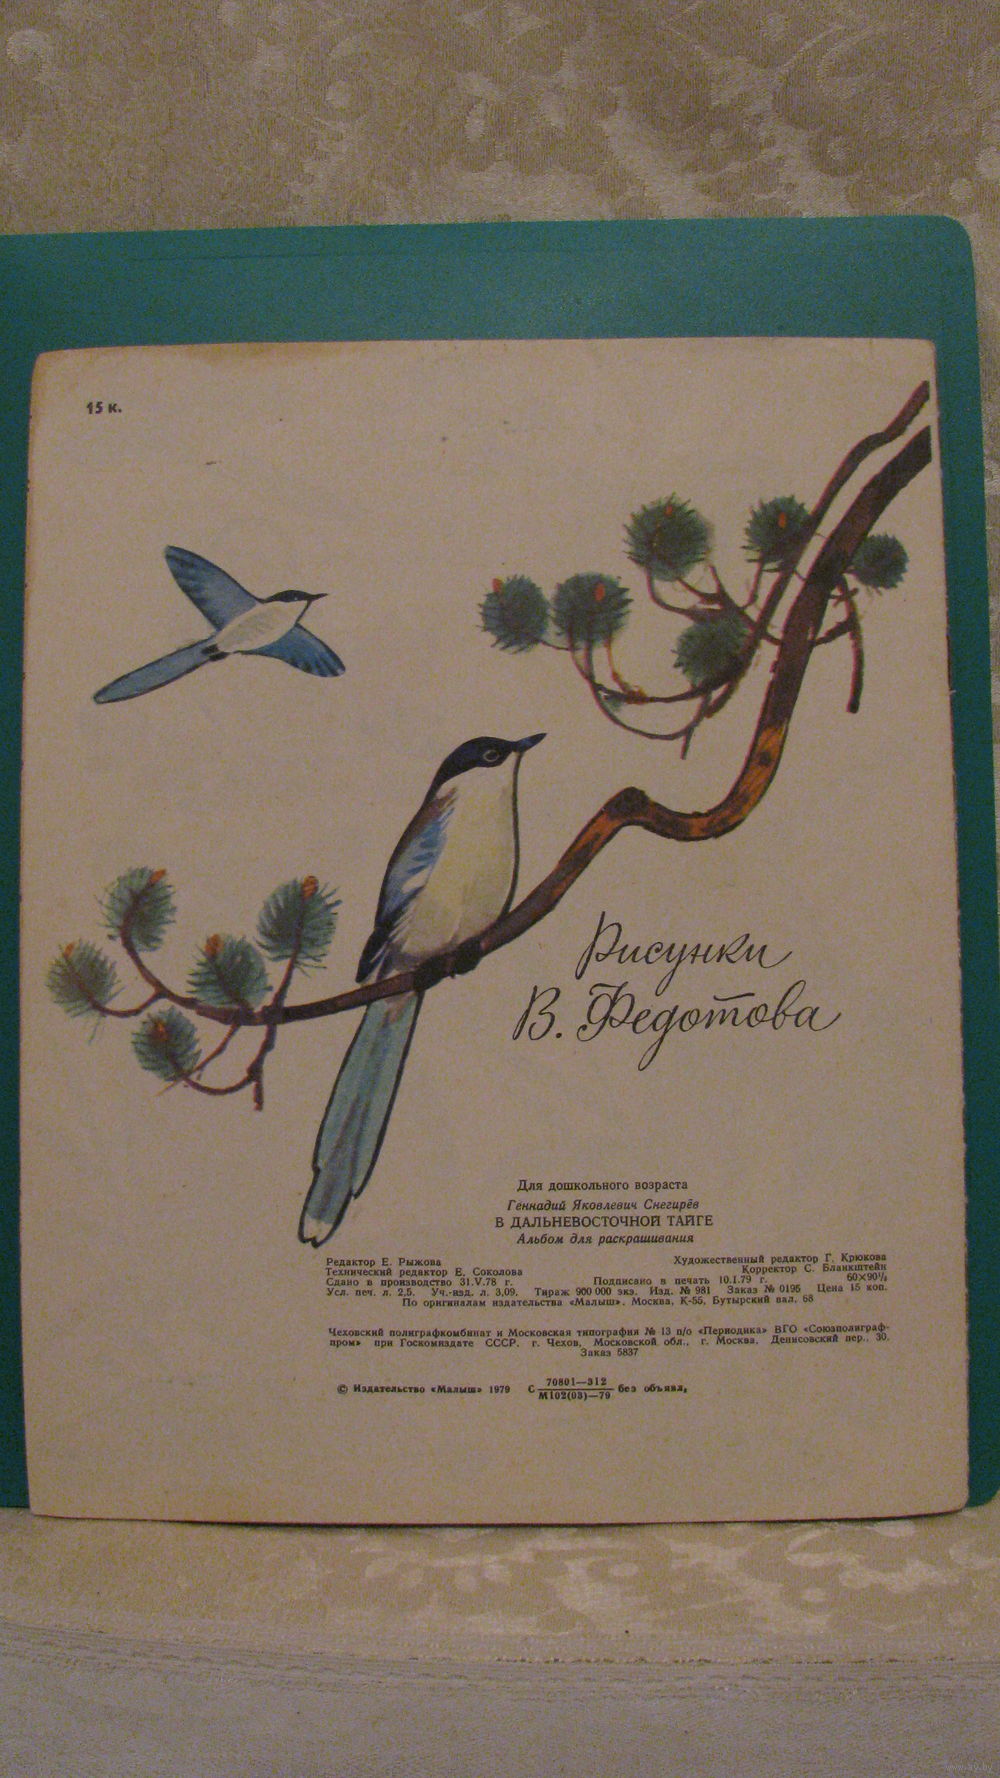 15 к.
Рисунки
В. Федотова
Для дошкольного возраста
Геннадий Яковлевич Снегирёв
В ДАЛЬНЕВОСТОЧНОЙ ТАЙГЕ
Альбом для раскрашивания
Редактор Е. Рыжова Художественный редактор Г. Крюкова
Технический редактор Е. Соколова Корректор С. Бланкштейн
Сдано в производство 31.V.78 г. Подписано в печать 10.I.79 г. 60×90¹/₈
Усл. печ. л. 2,5. Уч.-изд. л. 3,09. Тираж 900 000 экз. Изд. № 981 Заказ № 0195 Цена 15 коп.
По оригиналам издательства «Малыш». Москва, К-55, Бутырский вал, 68
Чеховский полиграфкомбинат и Московская типография № 13 п/о «Периодика» ВГО «Союзполиграф-
пром» при Госкомиздате СССР. г. Чехов, Московской обл., г. Москва, Денисовский пер., 30.
Заказ 5837
© Издательство «Малыш» 1979 С 70801—312
М102(03)—79 без объявл.